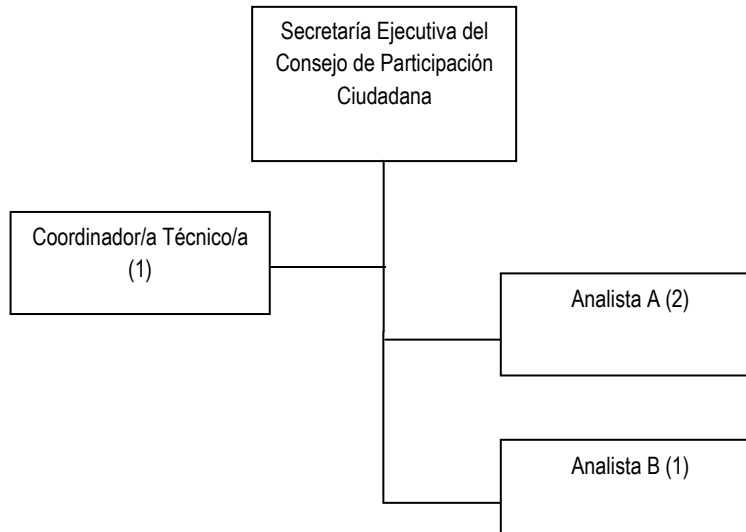 Secretaría Ejecutiva del
Consejo de Participación
Ciudadana
Coordinador/a Técnico/a
(1)
Analista A (2)
Analista B (1)